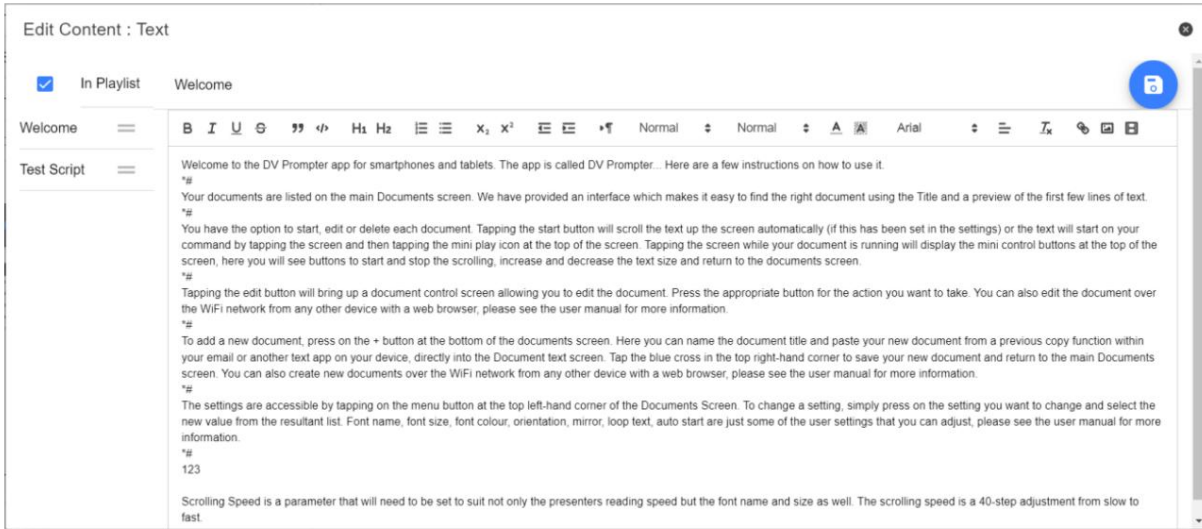 Edit Content : Text
In Playlist
Welcome
Welcome
Test Script
B I U S ” </> H1 H2 X2 X2 ¶ Normal Normal A A Arial Tx
Welcome to the DV Prompter app for smartphones and tablets. The app is called DV Prompter... Here are a few instructions on how to use it.
*#
Your documents are listed on the main Documents screen. We have provided an interface which makes it easy to find the right document using the Title and a preview of the first few lines of text.
*#
You have the option to start, edit or delete each document. Tapping the start button will scroll the text up the screen automatically (if this has been set in the settings) or the text will start on your
command by tapping the screen and then tapping the mini play icon at the top of the screen. Tapping the screen while your document is running will display the mini control buttons at the top of the
screen, here you will see buttons to start and stop the scrolling, increase and decrease the text size and return to the documents screen.
*#
Tapping the edit button will bring up a document control screen allowing you to edit the document. Press the appropriate button for the action you want to take. You can also edit the document over
the WiFi network from any other device with a web browser, please see the user manual for more information.
*#
To add a new document, press on the + button at the bottom of the documents screen. Here you can name the document title and paste your new document from a previous copy function within
your email or another text app on your device, directly into the Document text screen. Tap the blue cross in the top right-hand corner to save your new document and return to the main Documents
screen. You can also create new documents over the WiFi network from any other device with a web browser, please see the user manual for more information.
*#
The settings are accessible by tapping on the menu button at the top left-hand corner of the Documents Screen. To change a setting, simply press on the setting you want to change and select the
new value from the resultant list. Font name, font size, font colour, orientation, mirror, loop text, auto start are just some of the user settings that you can adjust, please see the user manual for more
information.
*#
123
Scrolling Speed is a parameter that will need to be set to suit not only the presenters reading speed but the font name and size as well. The scrolling speed is a 40-step adjustment from slow to
fast.